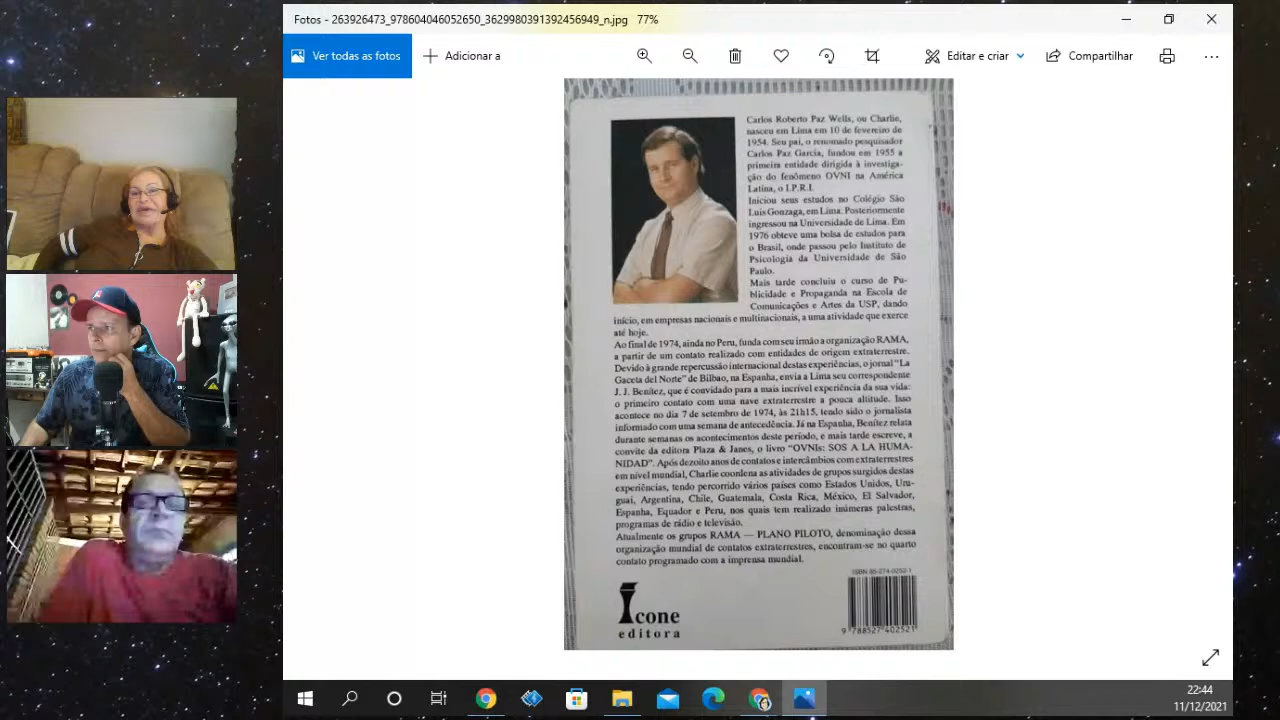 Fotos - 263926473_978604046052650_3629980391392456949_n.jpg 77%
Ver todas as fotos
Adicionar a
Editar e criar
Compartilhar
Carlos Roberto Paz Wells, ou Charlie,
nasceu em Lima em 10 de fevereiro de
1954. Seu pai, o renomado pesquisador
Carlos Paz Garcia, fundou em 1955 a
primeira entidade dirigida à investiga-
ção do fenômeno OVNI na América
Latina, o I.P.R.I.
Iniciou seus estudos no Colégio São
Luis Gonzaga, em Lima. Posteriormente
ingressou na Universidade de Lima. Em
1976 obteve uma bolsa de estudos para
o Brasil, onde passou pelo Instituto de
Psicologia da Universidade de São
Paulo.
Mais tarde concluiu o curso de Pu-
blicidade e Propaganda na Escola de
Comunicações e Artes da USP, dando
início, em empresas nacionais e multinacionais, a uma atividade que exerce
até hoje.
Ao final de 1974, ainda no Peru, funda com seu irmão a organização RAMA,
a partir de um contato realizado com entidades de origem extraterrestre.
Devido à grande repercussão internacional destas experiências, o jornal "La
Gaceta del Norte" de Bilbao, na Espanha, envia a Lima seu correspondente
J. J. Benítez, que é convidado para a mais incrível experiência da sua vida:
o primeiro contato com uma nave extraterrestre a pouca altitude. Isso
acontece no dia 7 de setembro de 1974, às 21h15, tendo sido o jornalista
informado com uma semana de antecedência. Já na Espanha, Benítez relata
durante semanas os acontecimentos deste período, e mais tarde escreve, a
convite da editora Plaza & Janes, o livro "OVNIs: SOS A LA HUMA-
NIDAD". Após dezoito anos de contatos e intercâmbios com extraterrestres
em nível mundial, Charlie coordena as atividades de grupos surgidos destas
experiências, tendo percorrido vários países como Estados Unidos, Uru-
guai, Argentina, Chile, Guatemala, Costa Rica, México, El Salvador,
Espanha, Equador e Peru, nos quais tem realizado inúmeras palestras,
programas de rádio e televisão.
Atualmente os grupos RAMA — PLANO PILOTO, denominação dessa
organização mundial de contatos extraterrestres, encontram-se no quarto
contato programado com a imprensa mundial.
ISBN 85-274-0252-1
Ícone
editora
9 788527 402521
22:44
11/12/2021